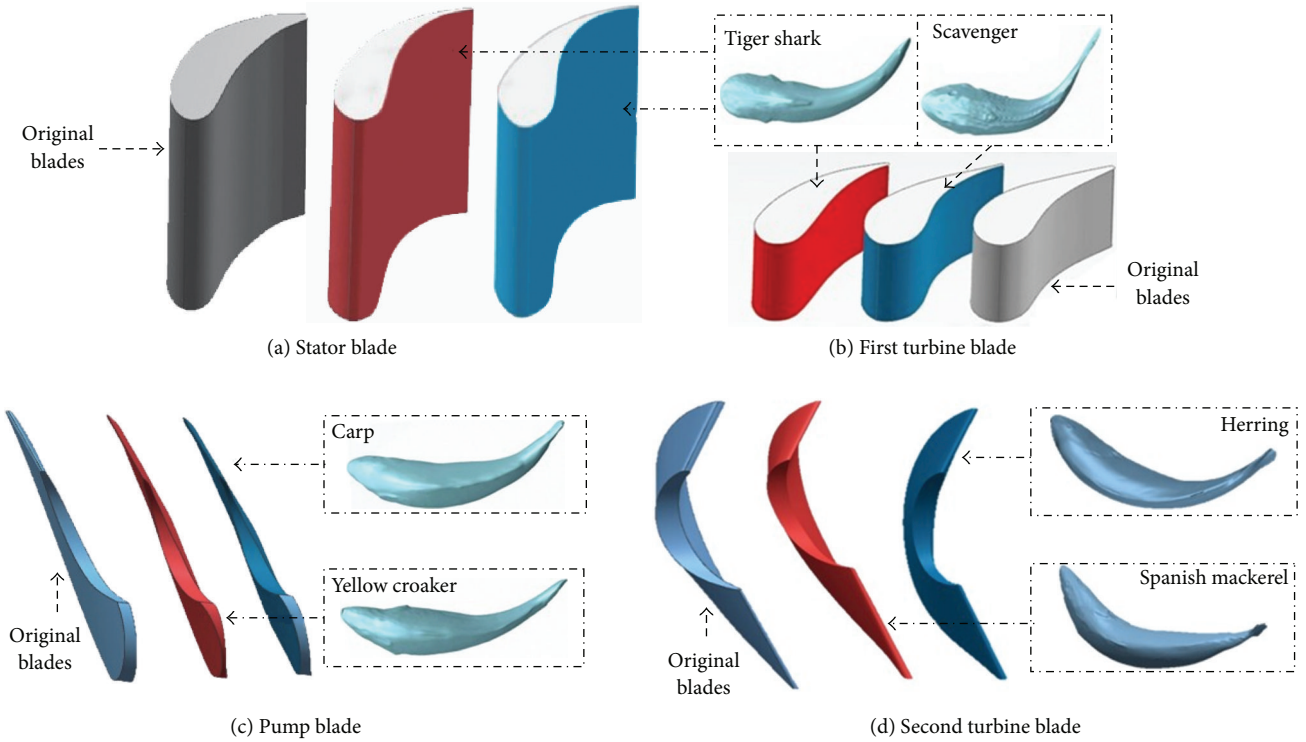 Original
blades
Tiger shark
Scavenger
Original
blades
(a) Stator blade
(b) First turbine blade
Carp
Yellow croaker
Original
blades
Herring
Spanish mackerel
Original
blades
(c) Pump blade
(d) Second turbine blade